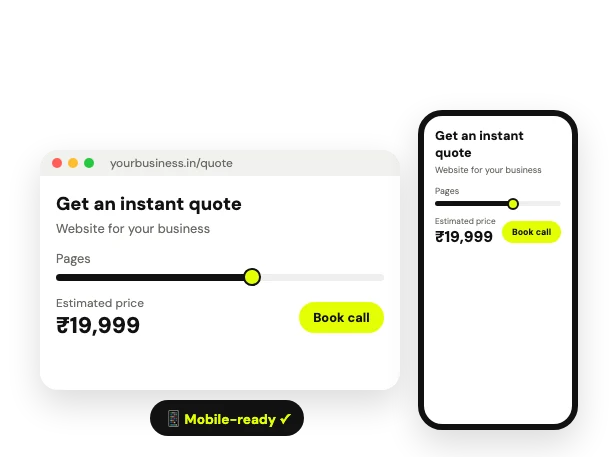 yourbusiness.in/quote
Get an instant quote
Website for your business
Pages
Estimated price
₹19,999
Book call
📱 Mobile-ready ✓
Get an instant
quote
Website for your business
Pages
Estimated price
₹19,999
Book call